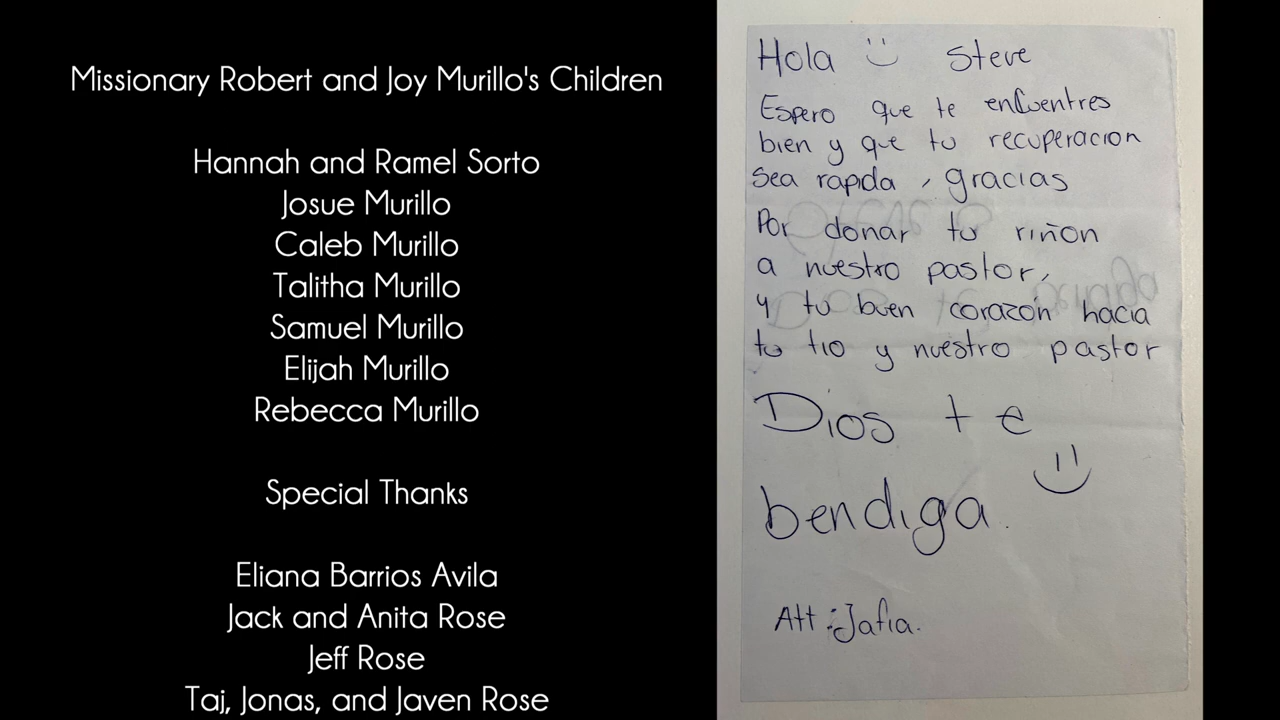 Missionary Robert and Joy Murillo's Children
Hannah and Ramel Sorto
Josue Murillo
Caleb Murillo
Talitha Murillo
Samuel Murillo
Elijah Murillo
Rebecca Murillo
Special Thanks
Eliana Barrios Avila
Jack and Anita Rose
Jeff Rose
Taj, Jonas, and Javen Rose
Hola Steve
Espero que te encuentres
bien y que tu recuperacion
sea rapida, gracias
Por donar tu riñon
a nuestro pastor,
y tu buen corazón hacia
tu tio y nuestro pastor
Dios te
bendiga.
Att: Jafia.